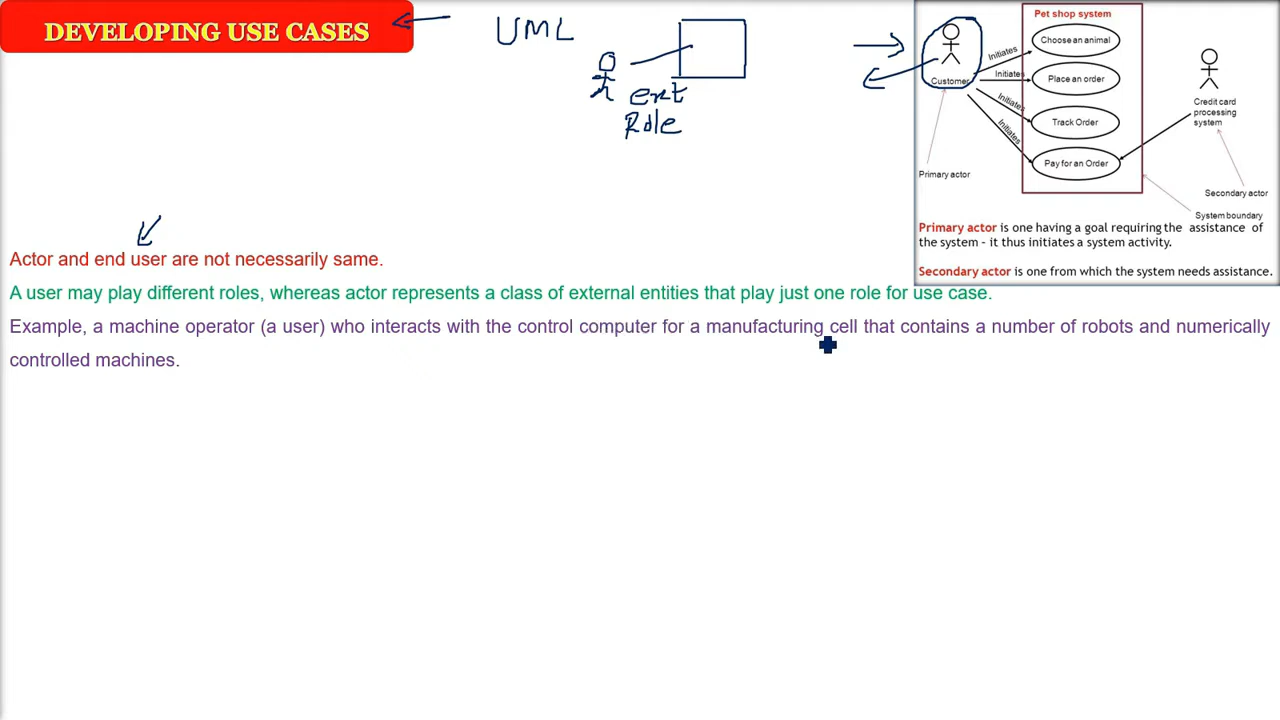 DEVELOPING USE CASES
UML
ext
Role
Pet shop system
Choose an animal
Place an order
Track Order
Pay for an Order
Initiates
Initiates
Initiates
Initiates
Customer
Credit card
processing
system
Primary actor
Secondary actor
System boundary
Primary actor is one having a goal requiring the assistance of
the system - it thus initiates a system activity.
Secondary actor is one from which the system needs assistance.
Actor and end user are not necessarily same.
A user may play different roles, whereas actor represents a class of external entities that play just one role for use case.
Example, a machine operator (a user) who interacts with the control computer for a manufacturing cell that contains a number of robots and numerically
controlled machines.